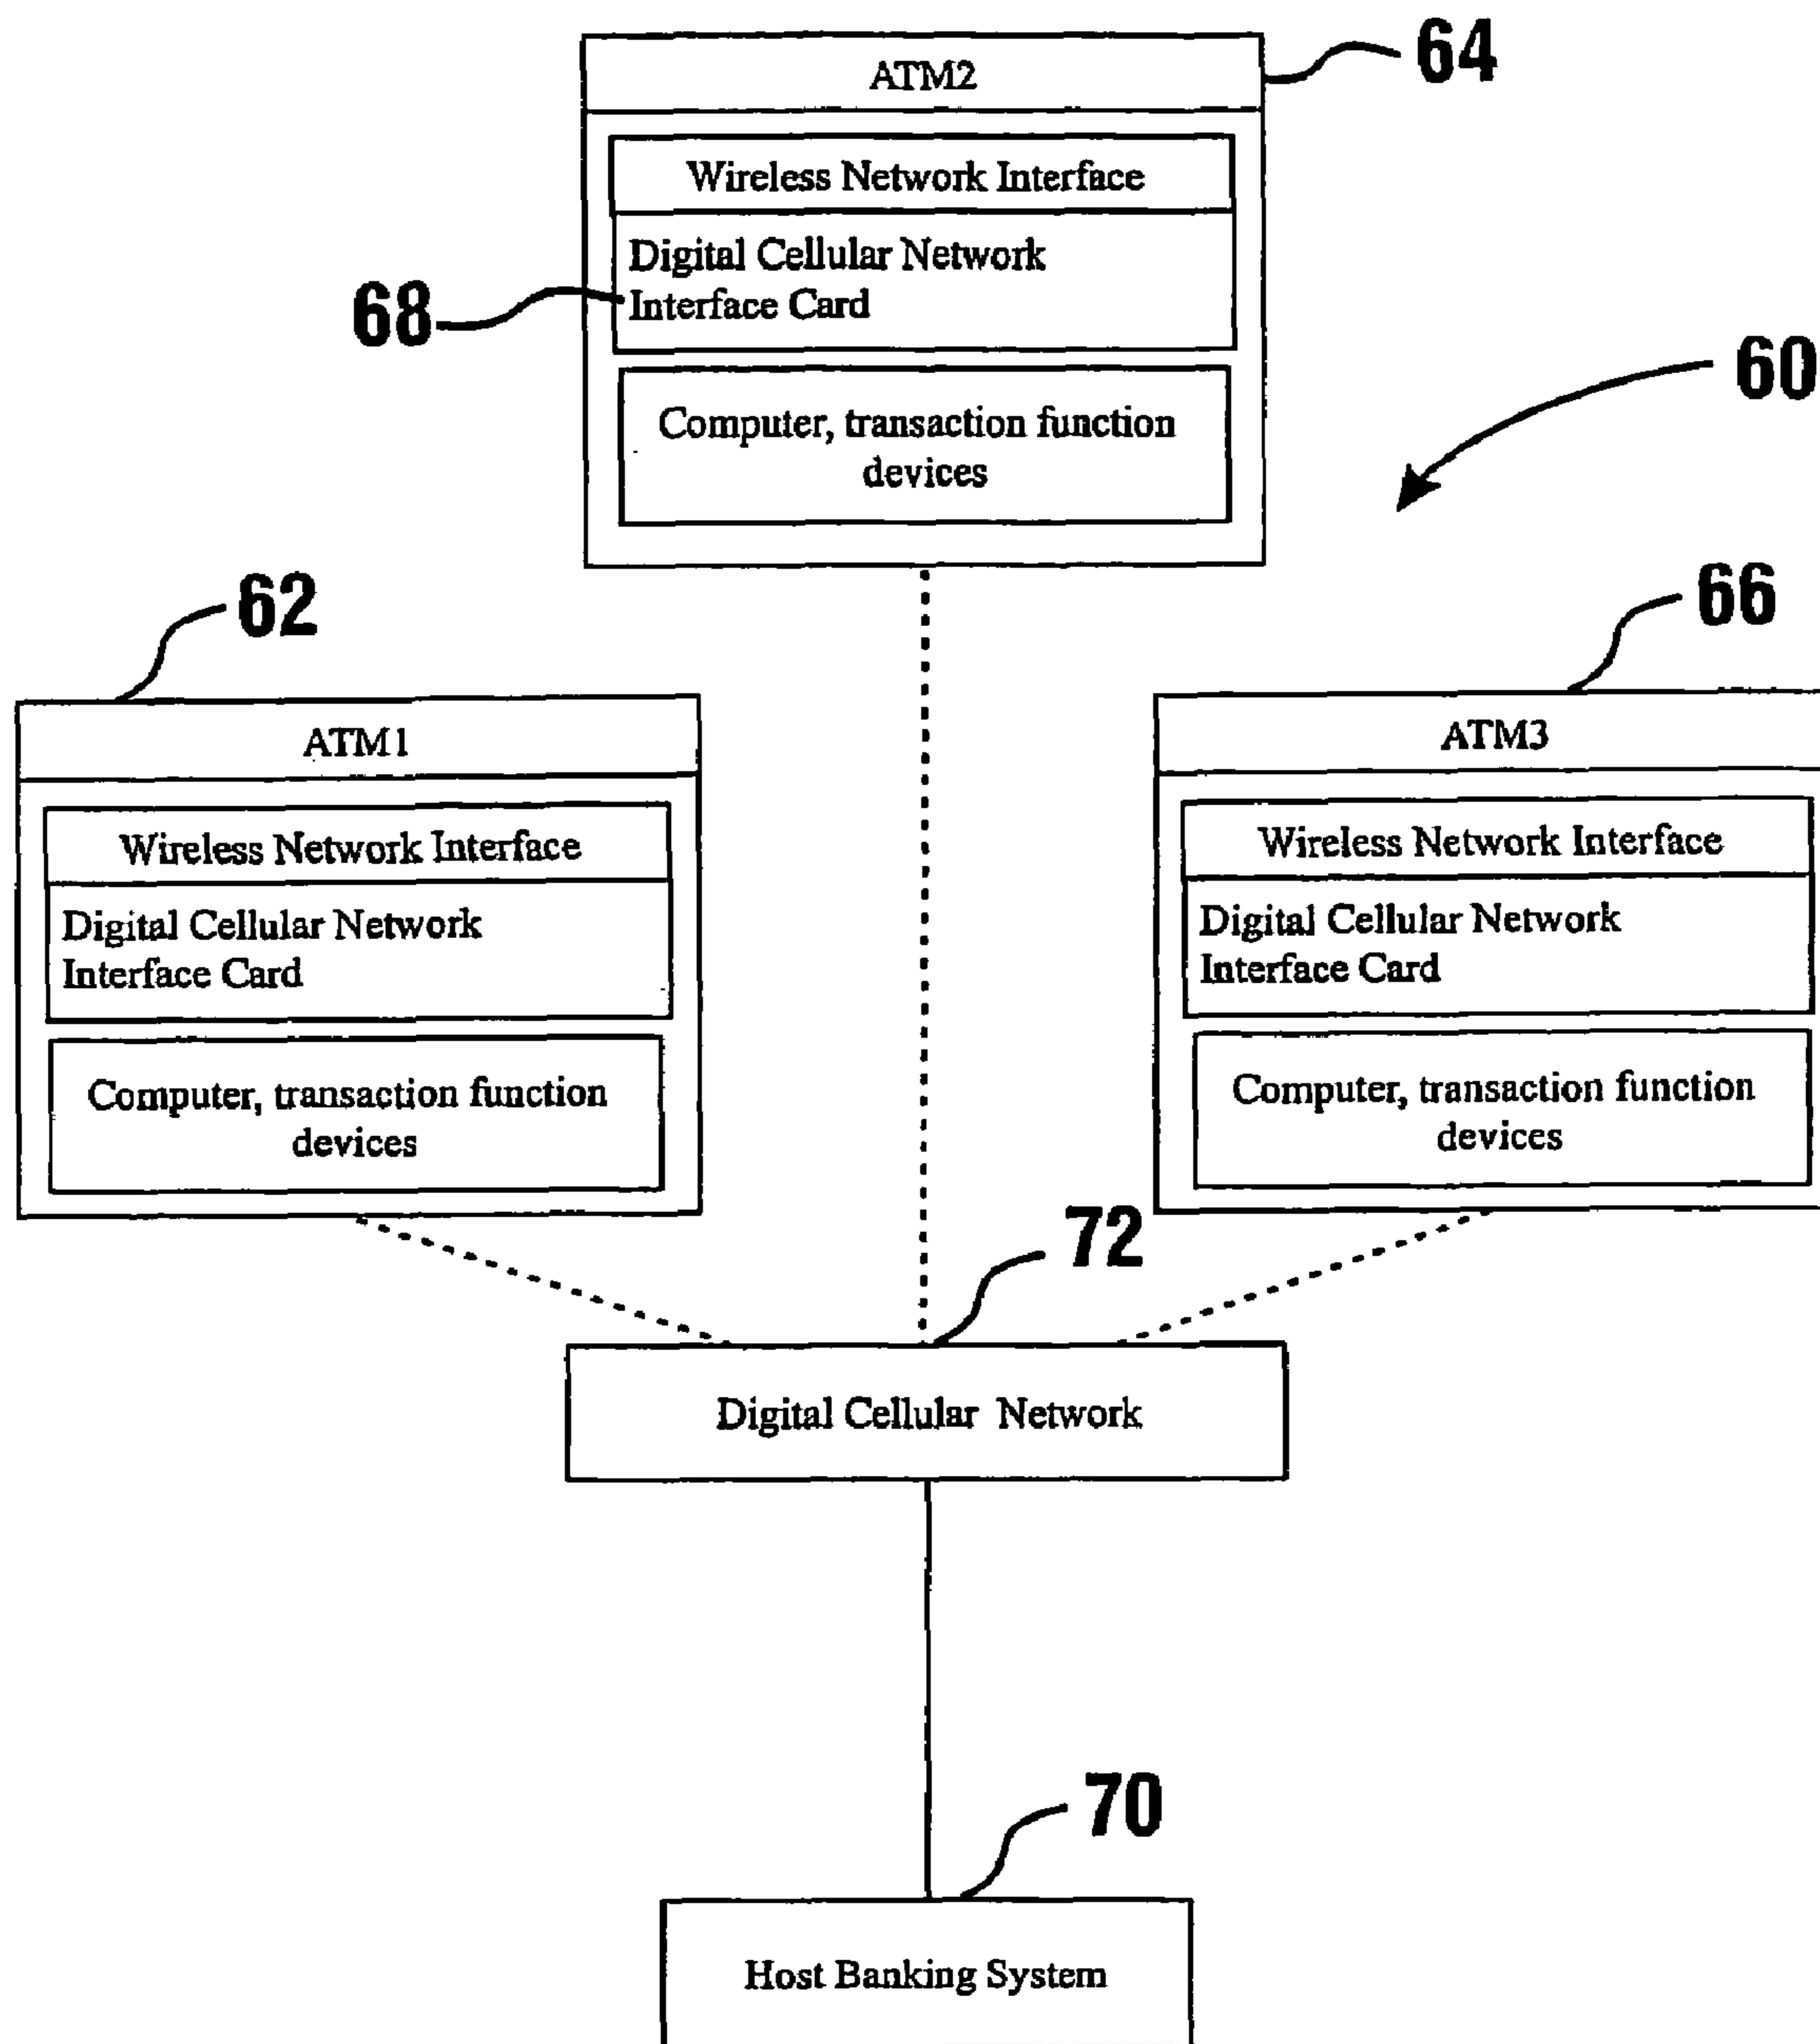 64
ATM2
Wireless Network Interface
Digital Cellular Network
Interface Card
68
60
Computer, transaction function
devices
62
66
ATM1
Wireless Network Interface
Digital Cellular Network
Interface Card
Computer, transaction function
devices
ATM3
Wireless Network Interface
Digital Cellular Network
Interface Card
Computer, transaction function
devices
72
Digital Cellular Network
70
Host Banking System